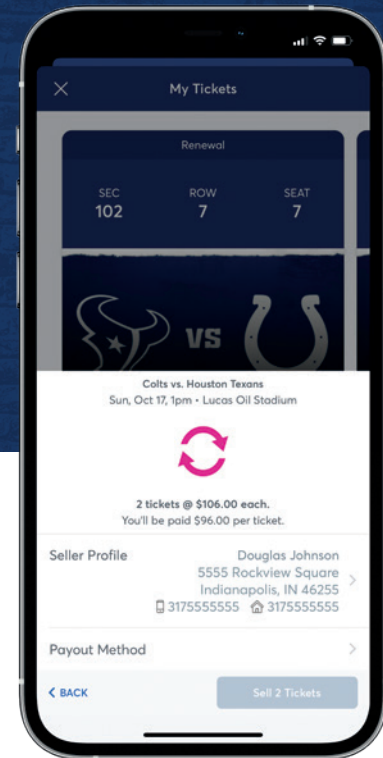 My Tickets
Renewal
SEC ROW SEAT
102 7 7
VS
Colts vs. Houston Texans
Sun, Oct 17, 1pm • Lucas Oil Stadium
2 tickets @ $106.00 each.
You'll be paid $96.00 per ticket.
Seller Profile Douglas Johnson
5555 Rockview Square
Indianapolis, IN 46255
3175555555 3175555555
Payout Method
< BACK Sell 2 Tickets